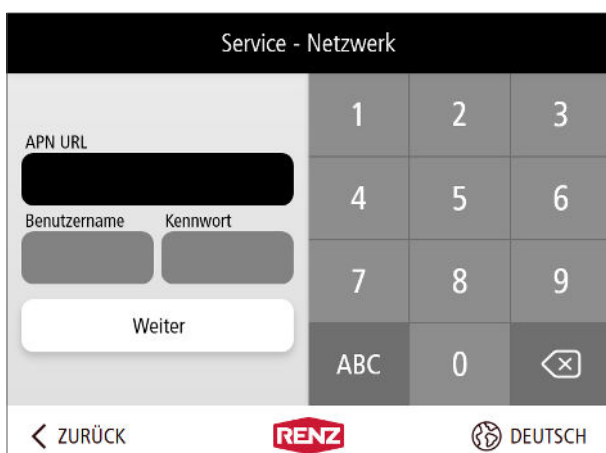 Service - Netzwerk
APN URL
Benutzername Kennwort
Weiter
1 2 3
4 5 6
7 8 9
ABC 0
ZURÜCK RENZ DEUTSCH